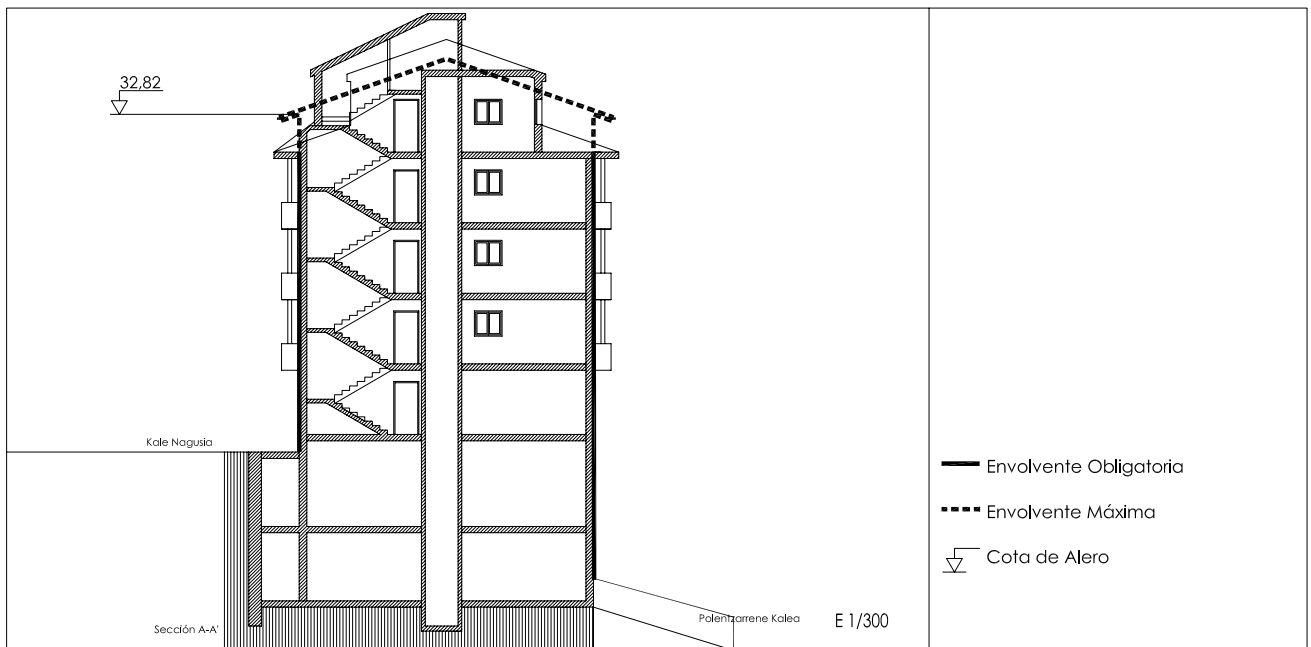 32,82
Kale Nagusia
Envolvente Obligatoria
Envolvente Máxima
Cota de Alero
Sección A-A'
Polentzarrene Kalea
E 1/300